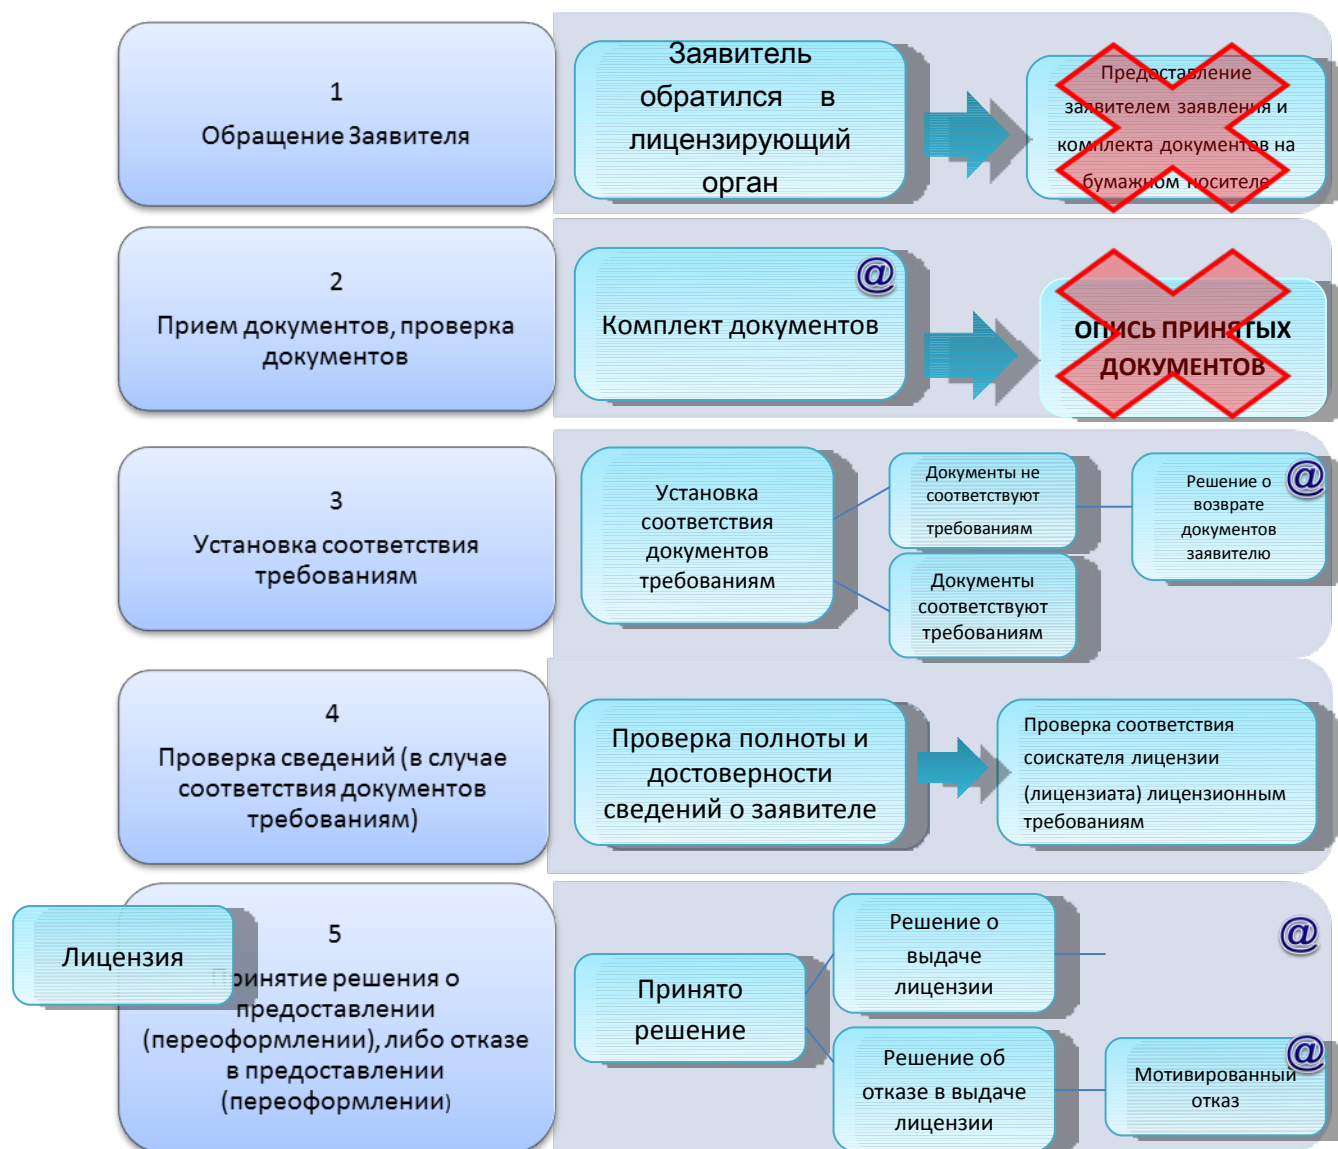 1
Обращение Заявителя
Заявитель
обратился в
лицензирующий
орган
Предоставление
заявителем заявления и
комплекта документов на
бумажном носителе
2
Прием документов, проверка
документов
@
Комплект документов
ОПИСЬ ПРИНЯТЫХ
ДОКУМЕНТОВ
3
Установка соответствия
требованиям
Установка
соответствия
документов
требованиям
Документы не
соответствуют
требованиям
@
Решение о
возврате
документов
заявителю
Документы
соответствуют
требованиям
4
Проверка сведений (в случае
соответствия документов
требованиям)
Проверка полноты и
достоверности
сведений о заявителе
Проверка соответствия
соискателя лицензии
(лицензиата) лицензионным
требованиям
Лицензия
5
Принятие решения о
предоставлении
(переоформлении), либо отказе
в предоставлении
(переоформлении)
Принято
решение
Решение о
выдаче
лицензии
@
Решение об
отказе в выдаче
лицензии
@
Мотивированный
отказ